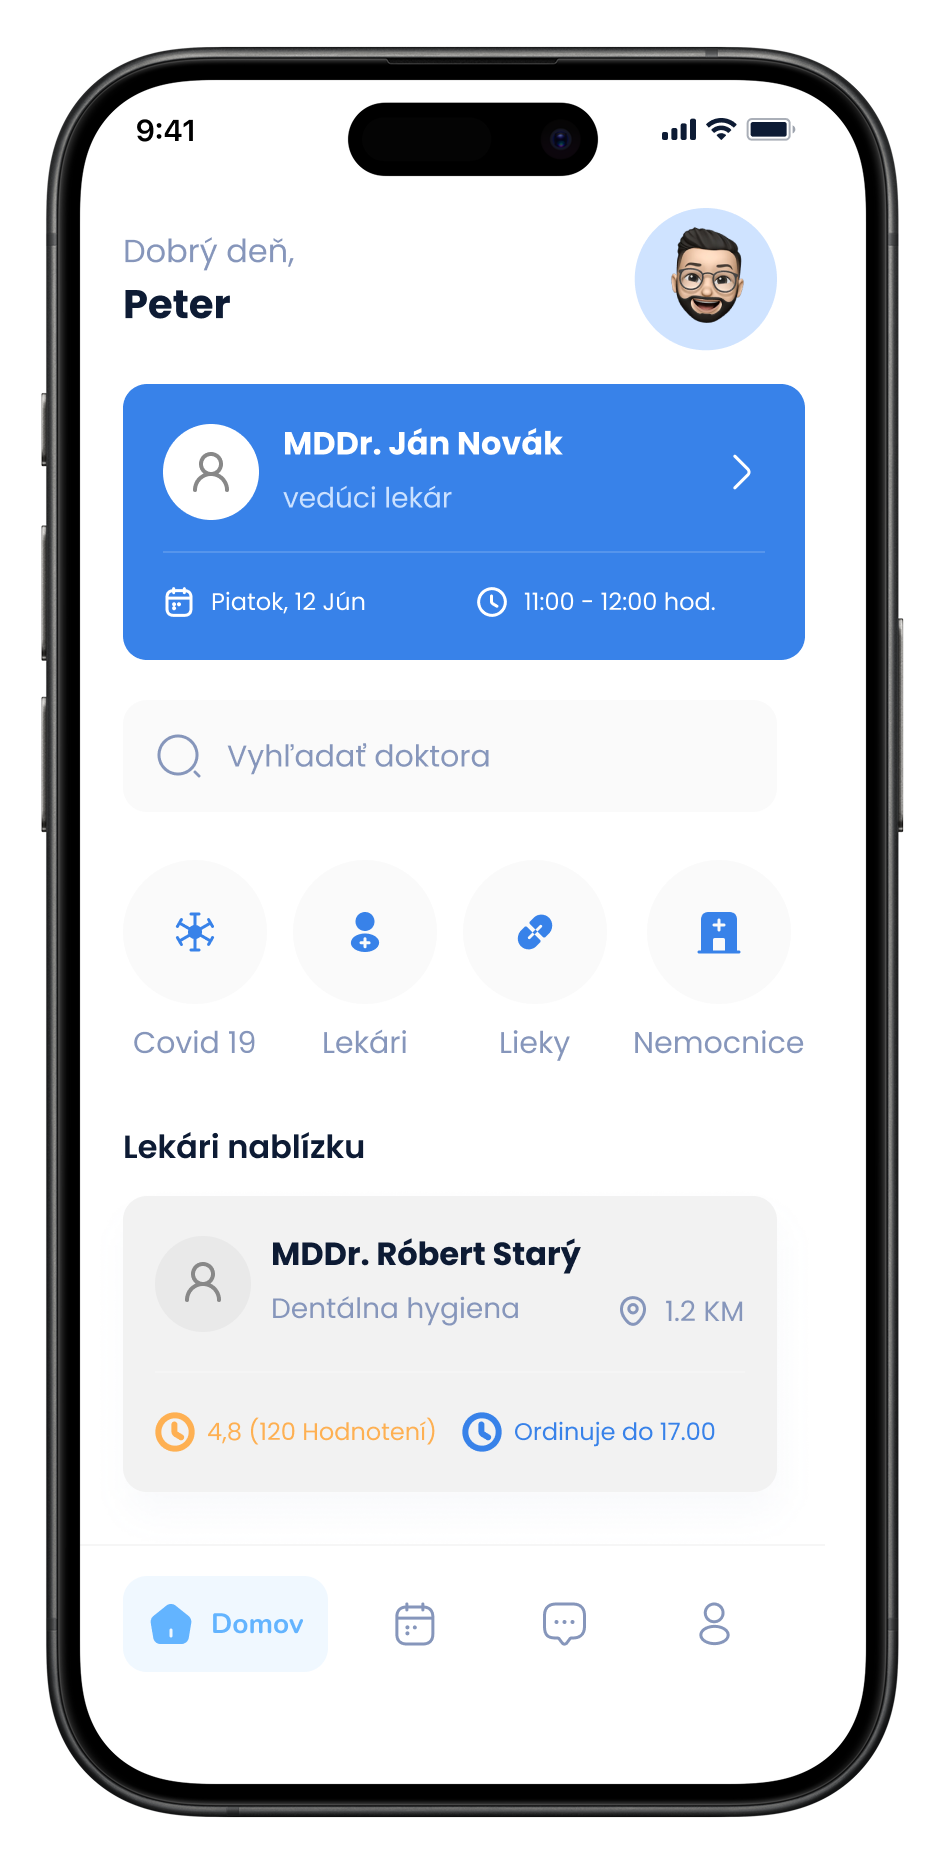 9:41
Dobrý deň,
Peter
MDDr. Ján Novák
vedúci lekár
Piatok, 12 Jún
11:00 - 12:00 hod.
Vyhľadať doktora
Covid 19
Lekári
Lieky
Nemocnice
Lekári nablízku
MDDr. Róbert Starý
Dentálna hygiena
1.2 KM
4,8 (120 Hodnotení)
Ordinuje do 17.00
Domov